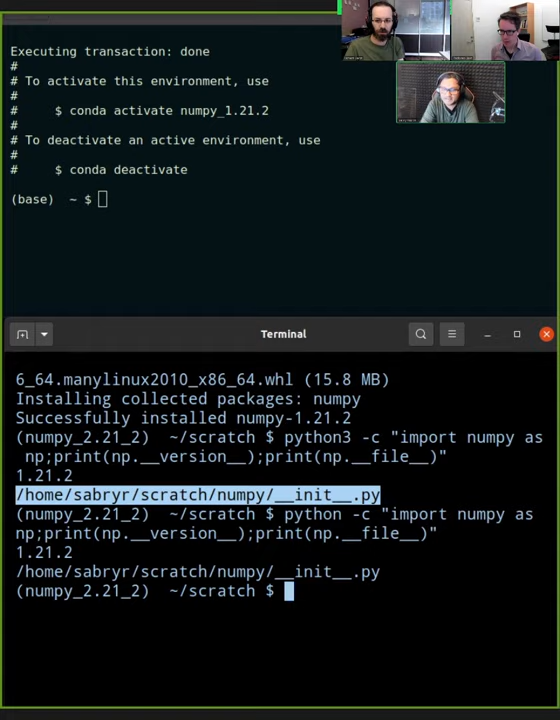 Executing transaction: done
#
# To activate this environment, use
#
#     $ conda activate numpy_1.21.2
#
# To deactivate an active environment, use
#
#     $ conda deactivate

(base)  ~ $
Terminal
6_64.manylinux2010_x86_64.whl (15.8 MB)
Installing collected packages: numpy
Successfully installed numpy-1.21.2
(numpy_2.21_2)  ~/scratch $ python3 -c "import numpy as
 np;print(np.__version__);print(np.__file__)"
1.21.2
/home/sabryr/scratch/numpy/__init__.py
(numpy_2.21_2)  ~/scratch $ python -c "import numpy as
np;print(np.__version__);print(np.__file__)"
1.21.2
/home/sabryr/scratch/numpy/__init__.py
(numpy_2.21_2)  ~/scratch $